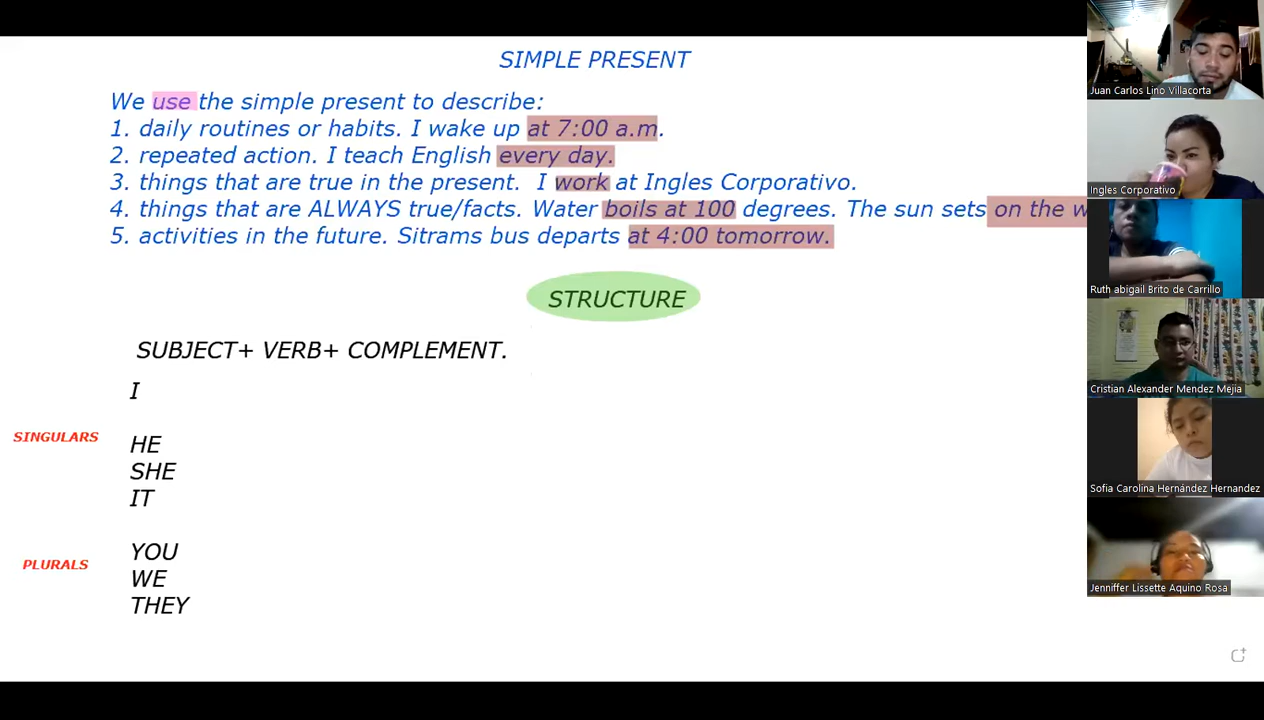 SIMPLE PRESENT
We use the simple present to describe:
1. daily routines or habits. I wake up at 7:00 a.m.
2. repeated action. I teach English every day.
3. things that are true in the present.  I work at Ingles Corporativo.
4. things that are ALWAYS true/facts. Water boils at 100 degrees. The sun sets on the w
5. activities in the future. Sitrams bus departs at 4:00 tomorrow.
STRUCTURE
SUBJECT+ VERB+ COMPLEMENT.
I
SINGULARS
HE
SHE
IT
PLURALS
YOU
WE
THEY
Juan Carlos Lino Villacorta
Ingles Corporativo
Ruth abigail Brito de Carrillo
Cristian Alexander Mendez Mejia
Sofia Carolina Hernández Hernandez
Jenniffer Lissette Aquino Rosa